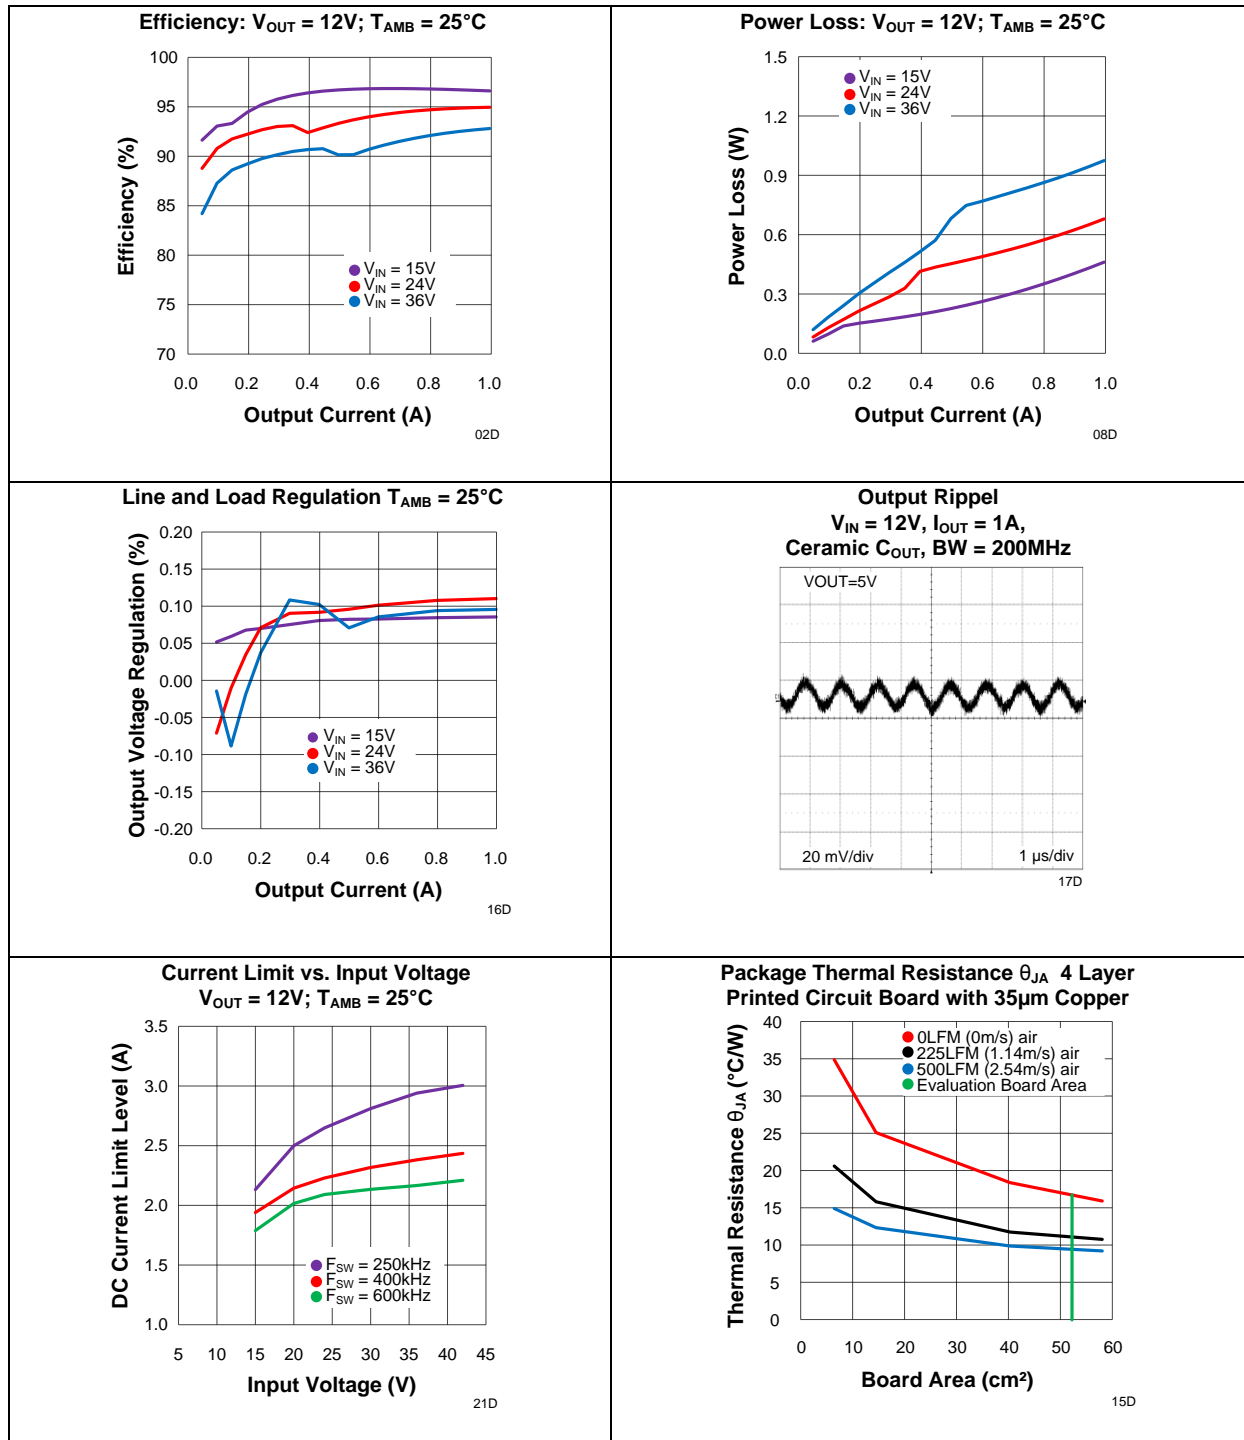 Efficiency: VOUT = 12V; TAMB = 25°C
100
95
90
85
80
75
70
Efficiency (%)
VIN = 15V
VIN = 24V
VIN = 36V
0.0 0.2 0.4 0.6 0.8 1.0
Output Current (A)
02D
Power Loss: VOUT = 12V; TAMB = 25°C
1.5
1.2
0.9
0.6
0.3
0.0
Power Loss (W)
VIN = 15V
VIN = 24V
VIN = 36V
0.0 0.2 0.4 0.6 0.8 1.0
Output Current (A)
08D
Line and Load Regulation TAMB = 25°C
0.20
0.15
0.10
0.05
0.00
-0.05
-0.10
-0.15
-0.20
Output Voltage Regulation (%)
VIN = 15V
VIN = 24V
VIN = 36V
0.0 0.2 0.4 0.6 0.8 1.0
Output Current (A)
16D
Output Rippel
VIN = 12V, IOUT = 1A,
Ceramic COUT, BW = 200MHz
VOUT=5V
20 mV/div 1 µs/div
17D
Current Limit vs. Input Voltage
VOUT = 12V; TAMB = 25°C
3.5
3.0
2.5
2.0
1.5
1.0
DC Current Limit Level (A)
FSW = 250kHz
FSW = 400kHz
FSW = 600kHz
5 10 15 20 25 30 35 40 45
Input Voltage (V)
21D
Package Thermal Resistance θJA 4 Layer
Printed Circuit Board with 35µm Copper
40
35
30
25
20
15
10
5
0
Thermal Resistance θJA (°C/W)
0LFM (0m/s) air
225LFM (1.14m/s) air
500LFM (2.54m/s) air
Evaluation Board Area
0 10 20 30 40 50 60
Board Area (cm²)
15D